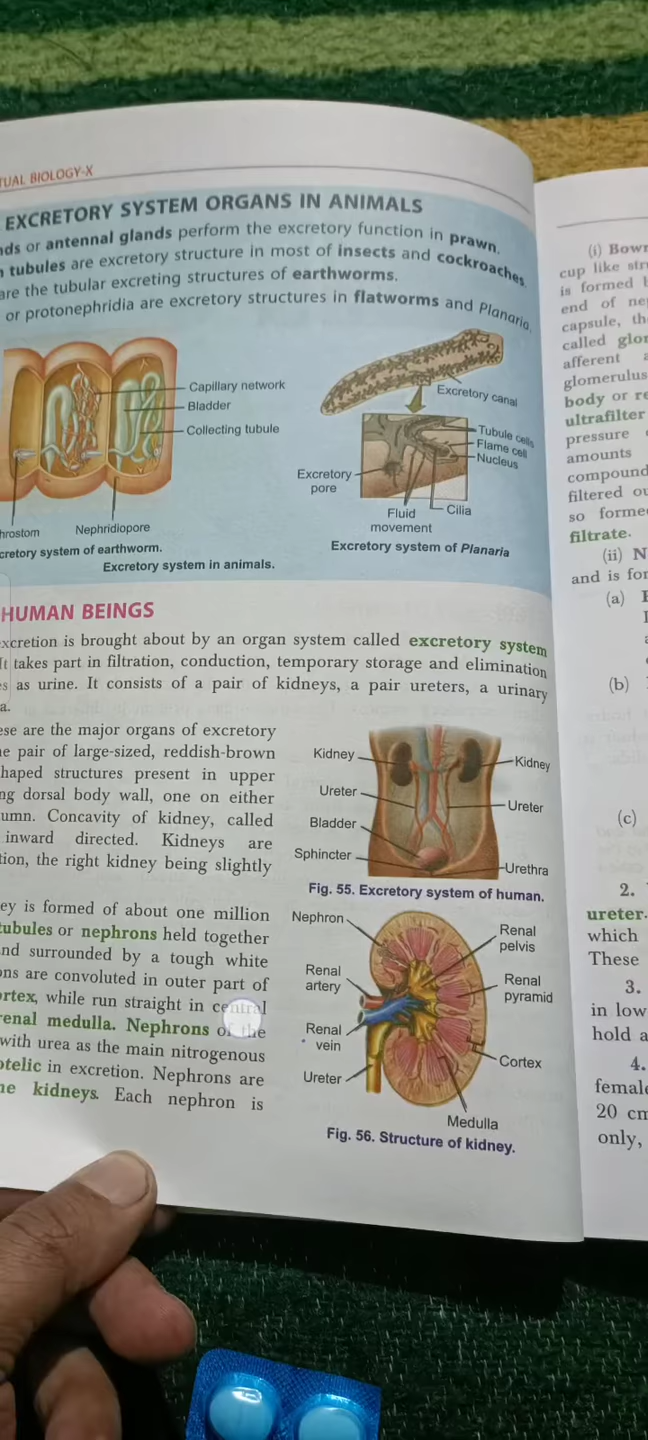 TUAL BIOLOGY-X
EXCRETORY SYSTEM ORGANS IN ANIMALS
or antennal glands perform the excretory function in prawn.
tubules are excretory structure in most of insects and cockroaches.
are the tubular excreting structures of earthworms.
or protonephridia are excretory structures in flatworms and Planaria.
Capillary network
Bladder
Collecting tubule
Nephridiopore
cretory system of earthworm.
Excretory system in animals.
Excretory canal
Tubule cells
Flame cell
Nucleus
Excretory
pore
Cilia
Fluid
movement
Excretory system of Planaria
HUMAN BEINGS
excretion is brought about by an organ system called excretory system
It takes part in filtration, conduction, temporary storage and elimination
es as urine. It consists of a pair of kidneys, a pair ureters, a urinary
a.
ese are the major organs of excretory
ne pair of large-sized, reddish-brown
haped structures present in upper
ng dorsal body wall, one on either
umn. Concavity of kidney, called
inward directed. Kidneys are
tion, the right kidney being slightly
Kidney
Ureter
Bladder
Sphincter
Kidney
Ureter
Urethra
Fig. 55. Excretory system of human.
ey is formed of about one million
tubules or nephrons held together
nd surrounded by a tough white
ons are convoluted in outer part of
ortex, while run straight in central
renal medulla. Nephrons of the
with urea as the main nitrogenous
otelic in excretion. Nephrons are
ne kidneys. Each nephron is
Nephron
Renal
artery
Renal
vein
Ureter
Renal
pelvis
Renal
pyramid
Cortex
Medulla
Fig. 56. Structure of kidney.
(i) Bow
cup like str
is formed
end of ne
capsule, th
called glo
afferent
glomerulus
body or re
ultrafilter
pressure
amounts
compound
filtered ou
so forme
filtrate.
(ii) N
and is for
(a)
(b)
(c)
2.
ureter.
which
These
3.
in low
hold a
4.
female
20 cm
only,